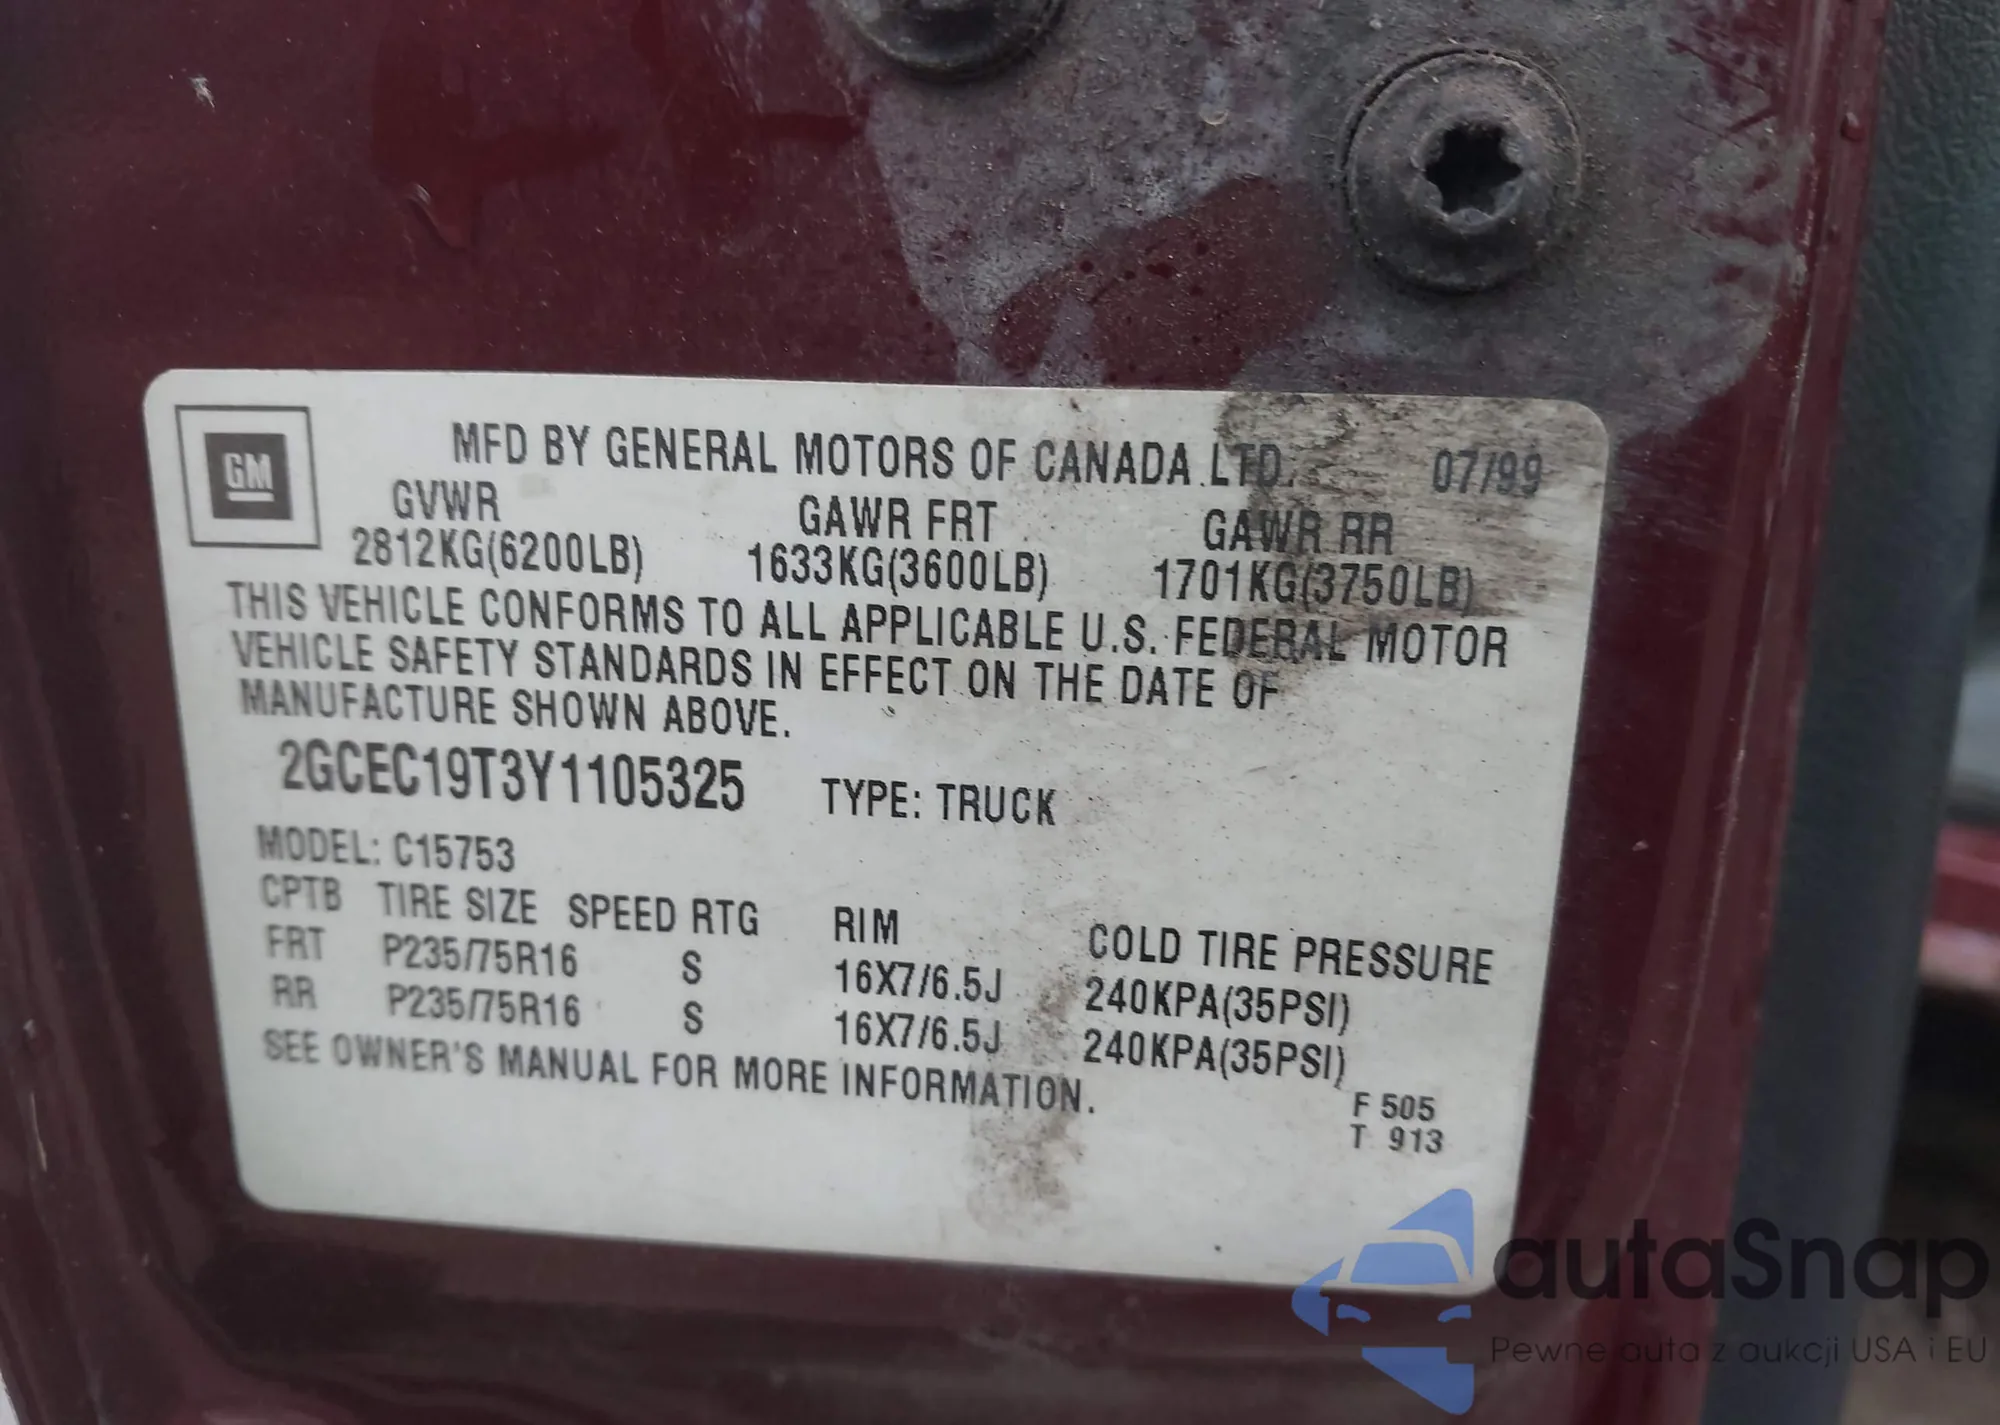 GM
MFD BY GENERAL MOTORS OF CANADA LTD. 07/99
GVWR GAWR FRT GAWR RR
2812KG(6200LB) 1633KG(3600LB) 1701KG(3750LB)
THIS VEHICLE CONFORMS TO ALL APPLICABLE U.S. FEDERAL MOTOR
VEHICLE SAFETY STANDARDS IN EFFECT ON THE DATE OF
MANUFACTURE SHOWN ABOVE.
2GCEC19T3Y1105325 TYPE: TRUCK
MODEL: C15753
CPTB TIRE SIZE SPEED RTG RIM COLD TIRE PRESSURE
FRT P235/75R16 S 16X7/6.5J 240KPA(35PSI)
RR P235/75R16 S 16X7/6.5J 240KPA(35PSI)
SEE OWNER'S MANUAL FOR MORE INFORMATION.
F 505
T 913
autaSnap
Pewne auta z aukcji USA i EU